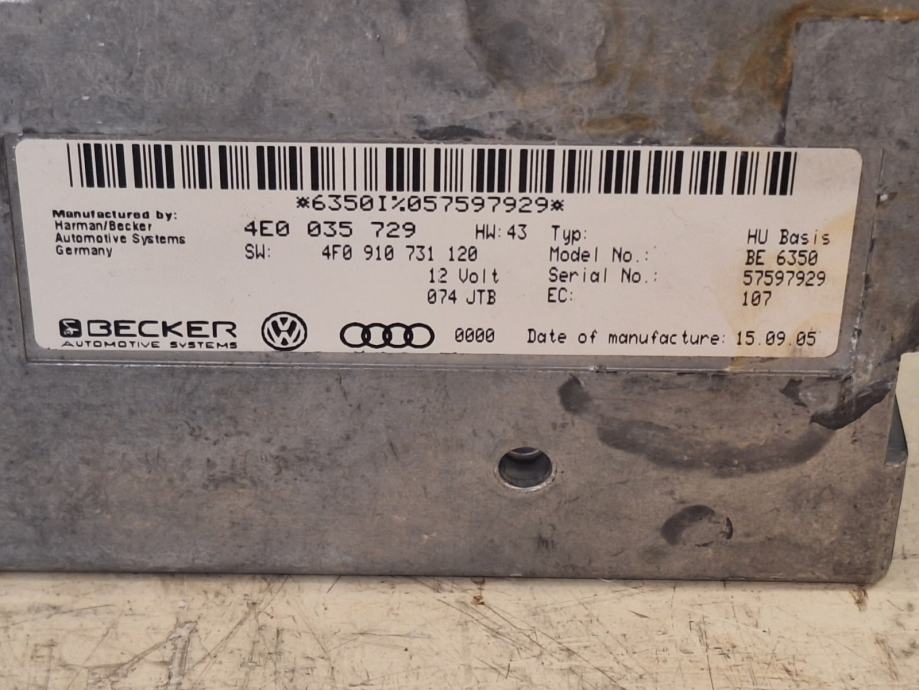 *6350I%057597929*
Manufactured by:
Harman/Becker
Automotive Systems
Germany
4E0 035 729 HW: 43
SW: 4F0 910 731 120
12 Volt
074 JTB
Typ: HU Basis
Model No.: BE 6350
Serial No.: 57597929
EC: 107
BECKER
AUTOMOTIVE SYSTEMS
0000 Date of manufacture: 15.09.05